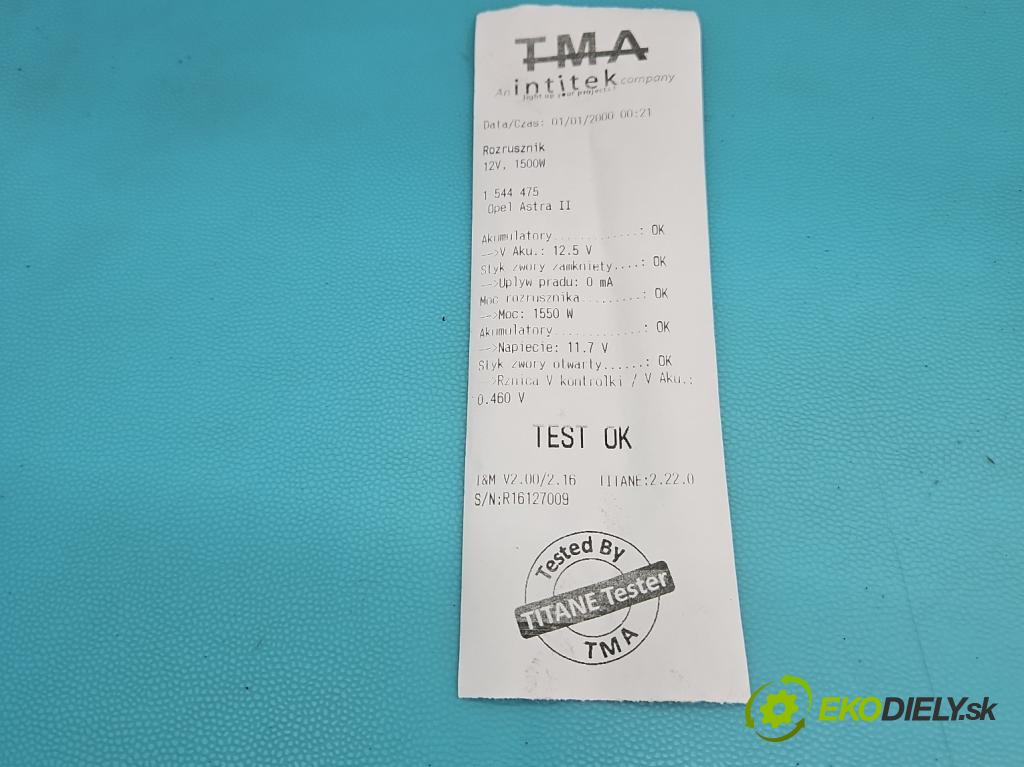 TMA
An intitek company
light up your projects!
Data/Czas: 01/01/2000 00:21
Rozrusznik
12V, 1500W
1 544 475
Opel Astra II
Akumulatory............: OK
-->V Aku.: 12.5 V
Styk zwory zamkniety....: OK
-->Uplyw pradu: 0 mA
Moc rozrusznika.........: OK
-->Moc: 1550 W
Akumulatory.............: OK
-->Napiecie: 11.7 V
Styk zwory otwarty......: OK
-->Rznica V kontrolki / V Aku.:
0.460 V
TEST OK
I&M V2.00/2.16 TITANE:2.22.0
S/N:R16127009
Tested By
TITANE Tester
TMA
EKODIELY.sk